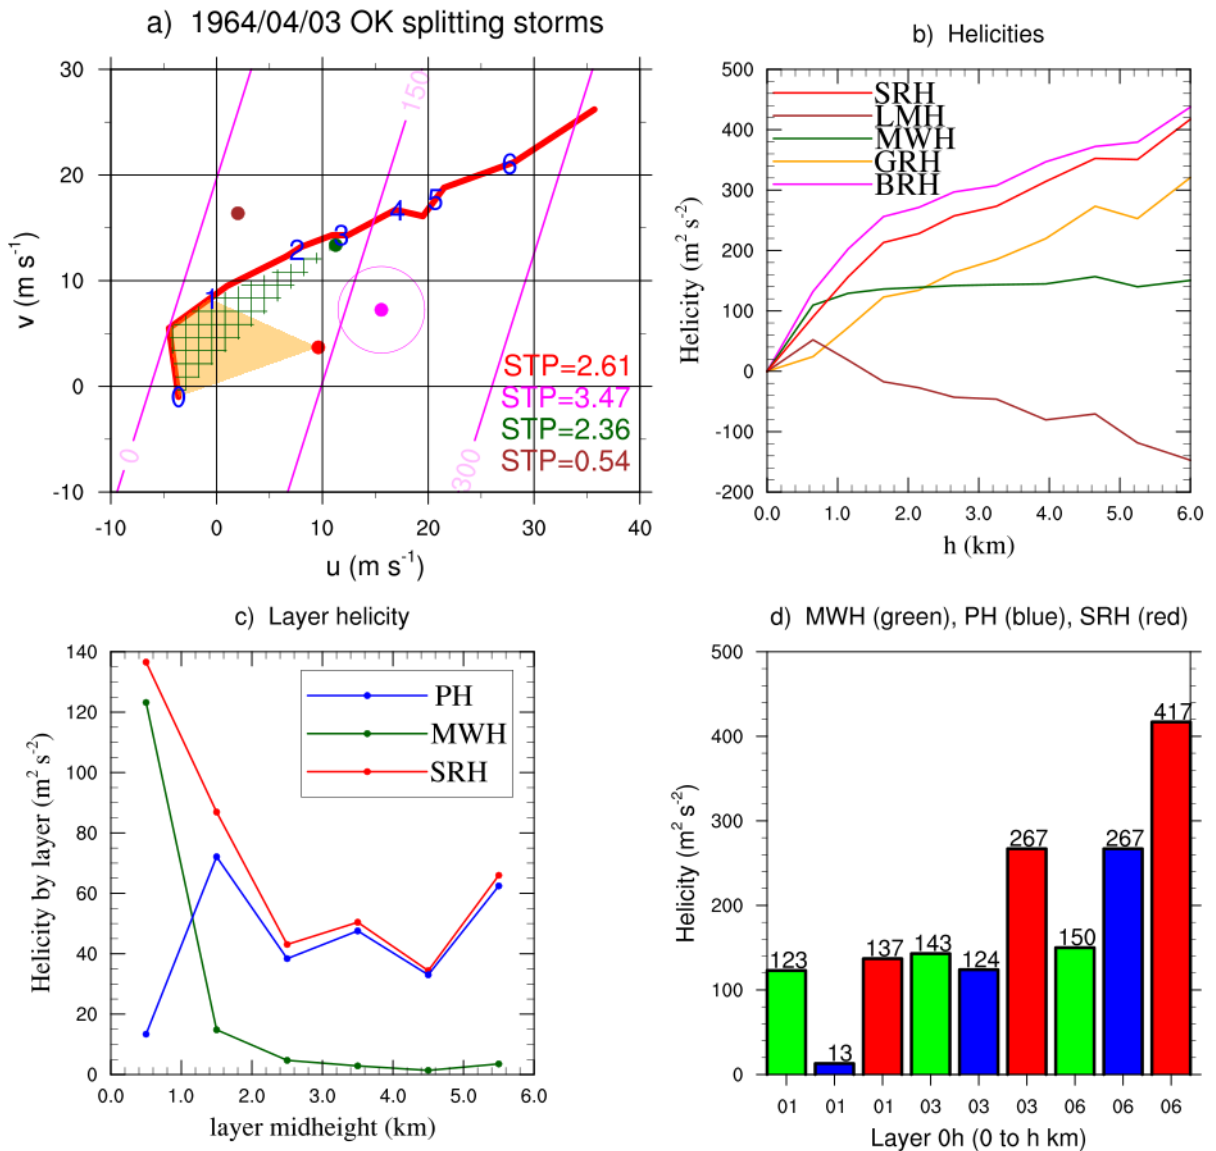 a) 1964/04/03 OK splitting storms
30
20
10
0
-10
-10 0 10 20 30 40
v (m s-1)
u (m s-1)
0
150
300
0
1
2
3
4
5
6
STP=2.61
STP=3.47
STP=2.36
STP=0.54
b) Helicities
500
400
300
200
100
0
-100
-200
0.0 1.0 2.0 3.0 4.0 5.0 6.0
Helicity (m2 s-2)
h (km)
SRH
LMH
MWH
GRH
BRH
c) Layer helicity
140
120
100
80
60
40
20
0
0.0 1.0 2.0 3.0 4.0 5.0 6.0
Helicity by layer (m2 s-2)
layer midheight (km)
PH
MWH
SRH
d) MWH (green), PH (blue), SRH (red)
500
400
300
200
100
0
Helicity (m2 s-2)
123
13
137
143
124
267
150
267
417
01 01 01 03 03 03 06 06 06
Layer 0h (0 to h km)